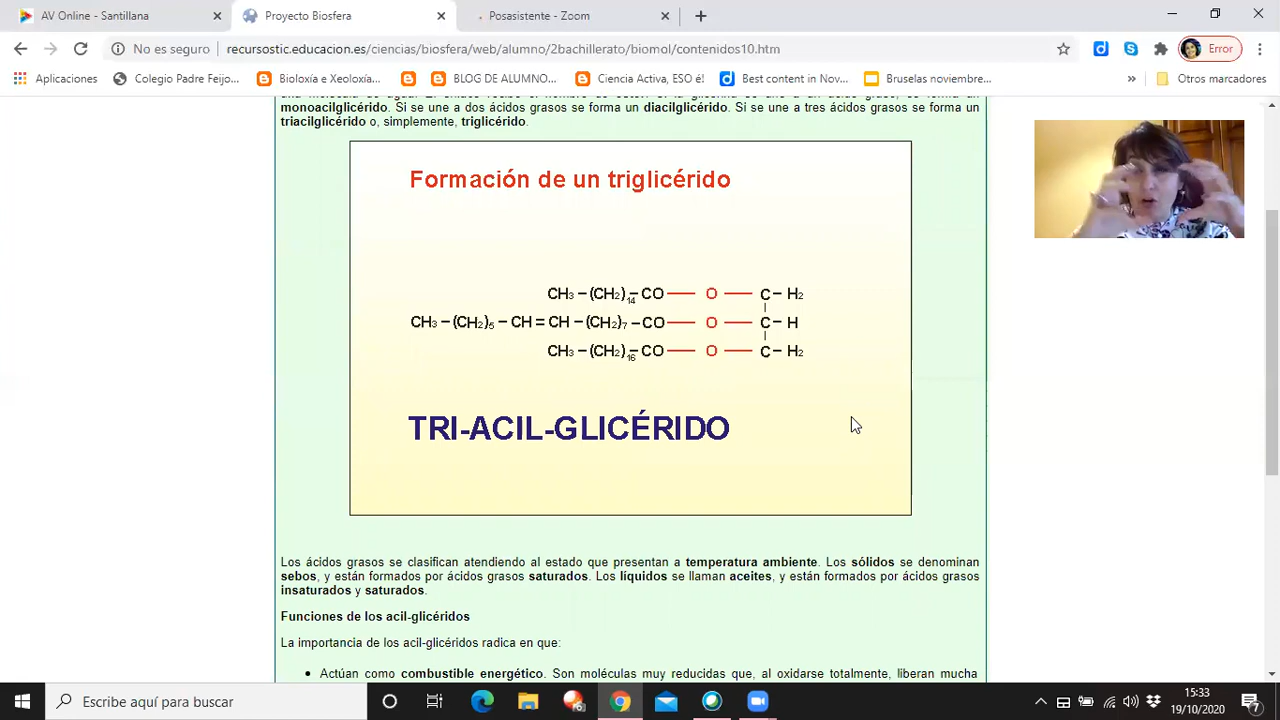 AV Online - Santillana
Proyecto Biosfera
Posasistente - Zoom
No es seguro
recursostic.educacion.es/ciencias/biosfera/web/alumno/2bachillerato/biomol/contenidos10.htm
Error
Aplicaciones
Colegio Padre Feijo...
Bioloxía e Xeoloxía...
BLOG DE ALUMNO...
Ciencia Activa, ESO é!
Best content in Nov...
Bruselas noviembre...
»
Otros marcadores
monoacilglicérido. Si se une a dos ácidos grasos se forma un diacilglicérido. Si se une a tres ácidos grasos se forma un
triacilglicérido o, simplemente, triglicérido.
Formación de un triglicérido
CH₃ – (CH₂)₁₄ – CO — O — C – H₂
CH₃ – (CH₂)₅ – CH = CH – (CH₂)₇ – CO — O — C – H
CH₃ – (CH₂)₁₆ – CO — O — C – H₂
TRI-ACIL-GLICÉRIDO
Los ácidos grasos se clasifican atendiendo al estado que presentan a temperatura ambiente. Los sólidos se denominan
sebos, y están formados por ácidos grasos saturados. Los líquidos se llaman aceites, y están formados por ácidos grasos
insaturados y saturados.
Funciones de los acil-glicéridos
La importancia de los acil-glicéridos radica en que:
• Actúan como combustible energético. Son moléculas muy reducidas que, al oxidarse totalmente, liberan mucha
Escribe aquí para buscar
15:33
19/10/2020
7